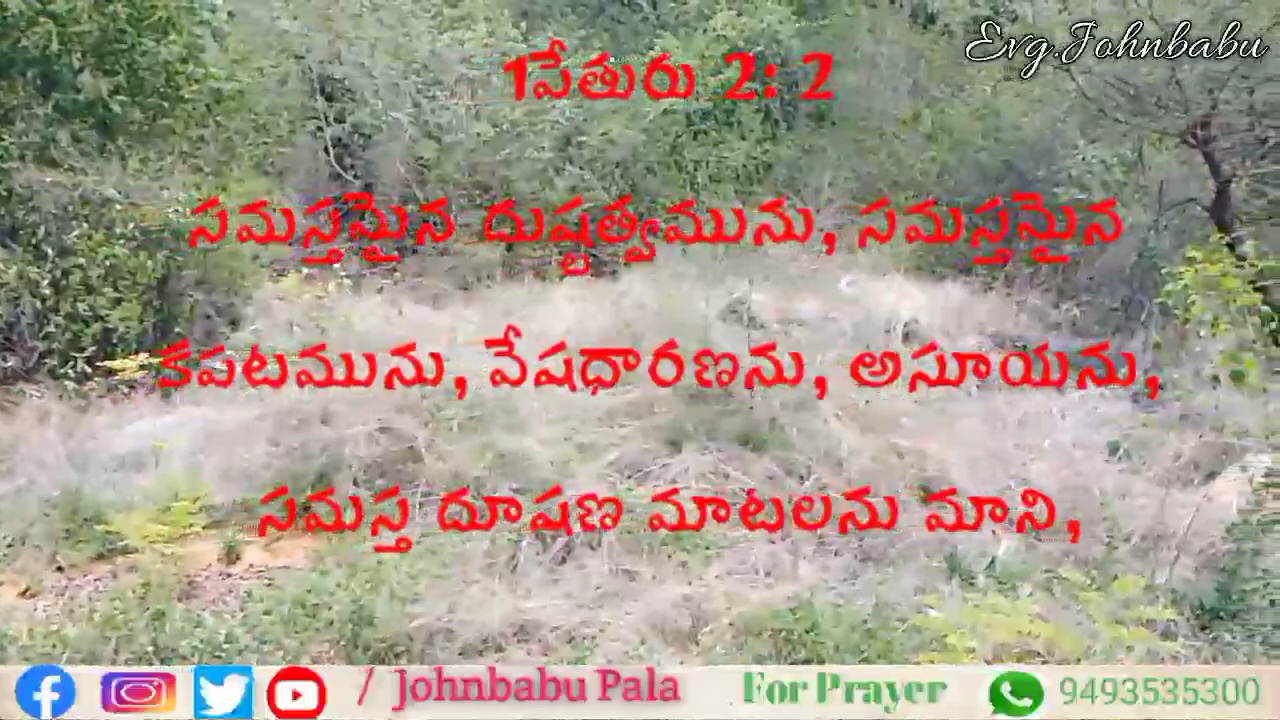 Evg.Johnbabu
1పేతురు 2: 2
సమస్తమైన దుష్టత్వమును, సమస్తమైన
కపటమును, వేషధారణను, అసూయను,
సమస్త దూషణ మాటలను మాని,
/ Johnbabu Pala For Prayer 9493535300